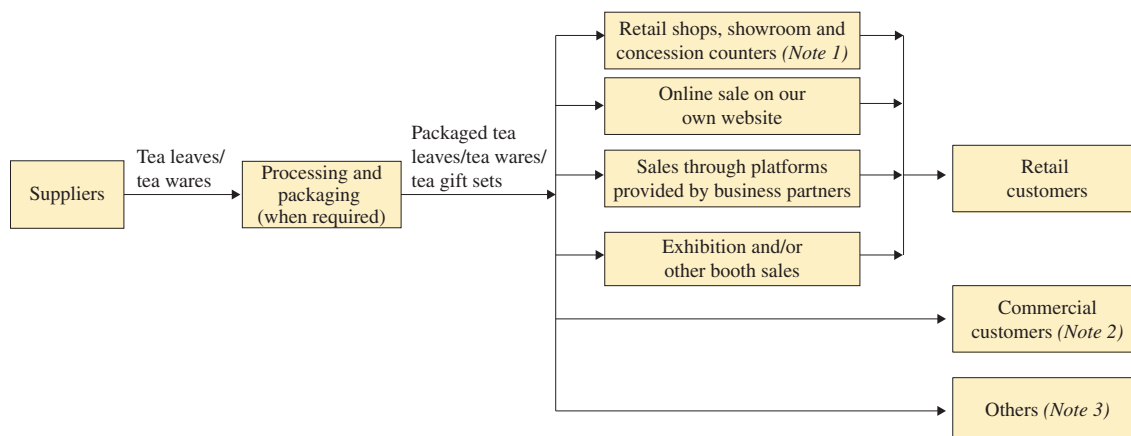 Suppliers
Tea leaves/
tea wares
Processing and
packaging
(when required)
Packaged tea
leaves/tea wares/
tea gift sets
Retail shops, showroom and
concession counters (Note 1)
Online sale on our
own website
Sales through platforms
provided by business partners
Exhibition and/or
other booth sales
Retail
customers
Commercial
customers (Note 2)
Others (Note 3)